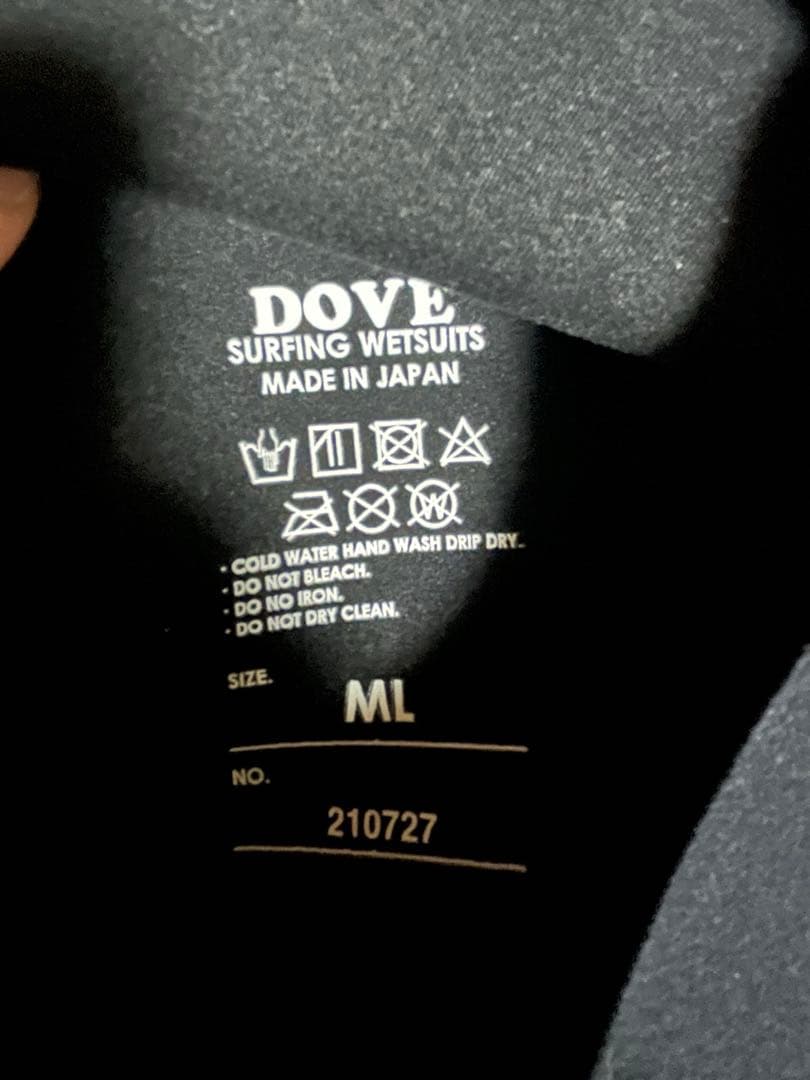 DOVE
SURFING WETSUITS
MADE IN JAPAN
W
· COLD WATER HAND WASH DRIP DRY.
· DO NOT BLEACH.
· DO NO IRON.
· DO NOT DRY CLEAN.
SIZE.
ML
NO.
210727